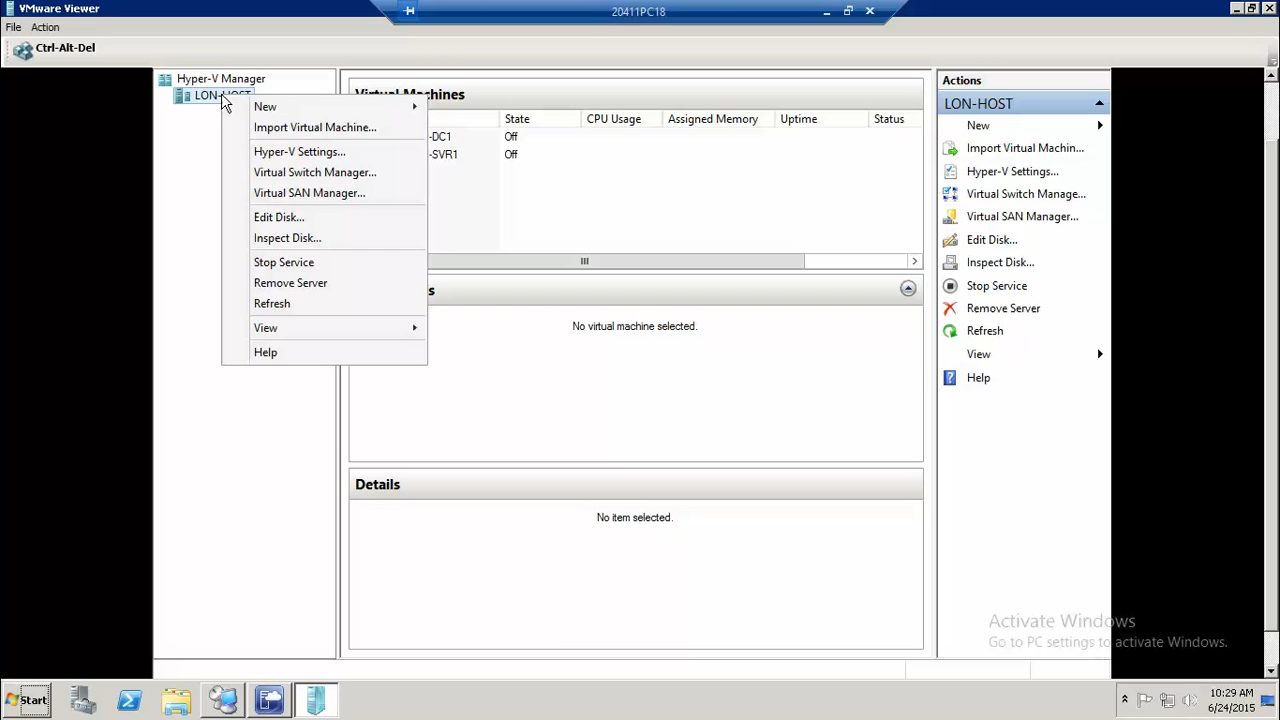 VMware Viewer
20411PC18
File Action
Ctrl-Alt-Del
Hyper-V Manager
LON-HOST
New
Import Virtual Machine...
Hyper-V Settings...
Virtual Switch Manager...
Virtual SAN Manager...
Edit Disk...
Inspect Disk...
Stop Service
Remove Server
Refresh
View
Help
Virtual Machines
State CPU Usage Assigned Memory Uptime Status
-DC1 Off
-SVR1 Off
No virtual machine selected.
Details
No item selected.
Actions
LON-HOST
New
Import Virtual Machin...
Hyper-V Settings...
Virtual Switch Manage...
Virtual SAN Manager...
Edit Disk...
Inspect Disk...
Stop Service
Remove Server
Refresh
View
Help
Activate Windows
Go to PC settings to activate Windows.
Start
10:29 AM
6/24/2015